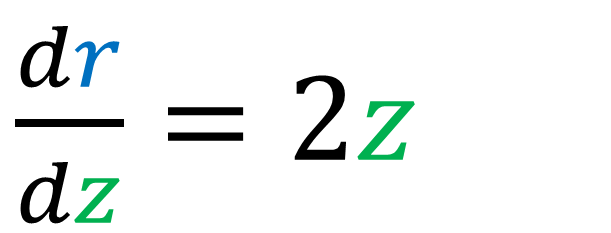 dr/dz = 2z